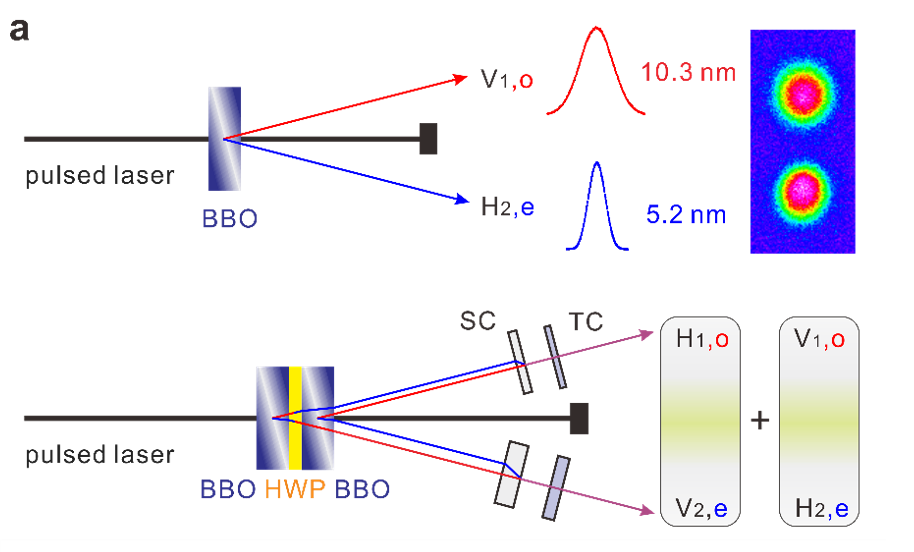 a
V1,o
10.3 nm
pulsed laser
BBO
H2,e
5.2 nm
SC
TC
H1,o
V1,o
+
pulsed laser
BBO HWP BBO
V2,e
H2,e